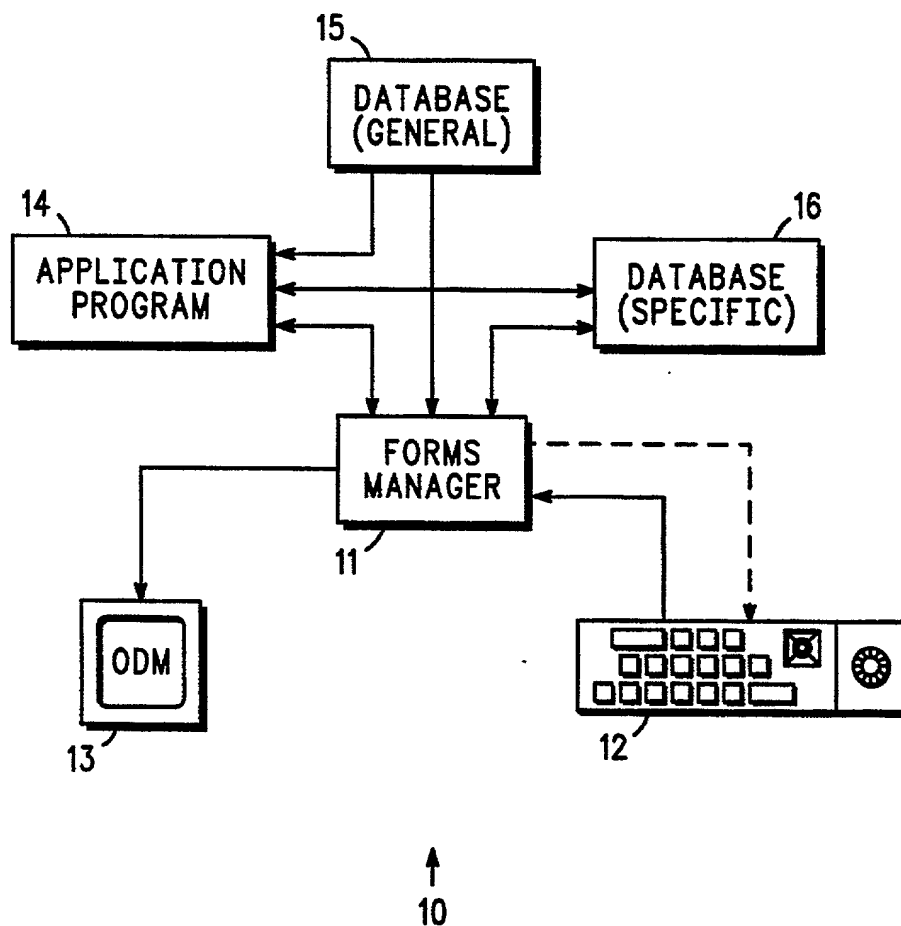 15
DATABASE
(GENERAL)
14
APPLICATION
PROGRAM
16
DATABASE
(SPECIFIC)
FORMS
MANAGER
11
ODM
13
12
10